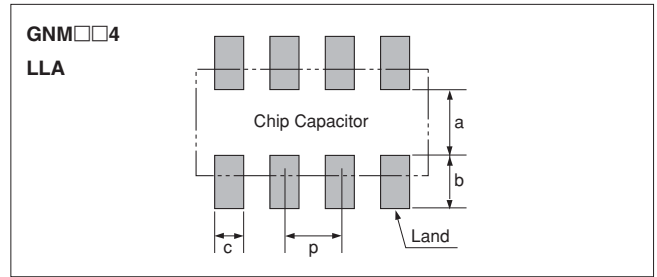 GNM□□4
LLA
Chip Capacitor
a
b
c
p
Land